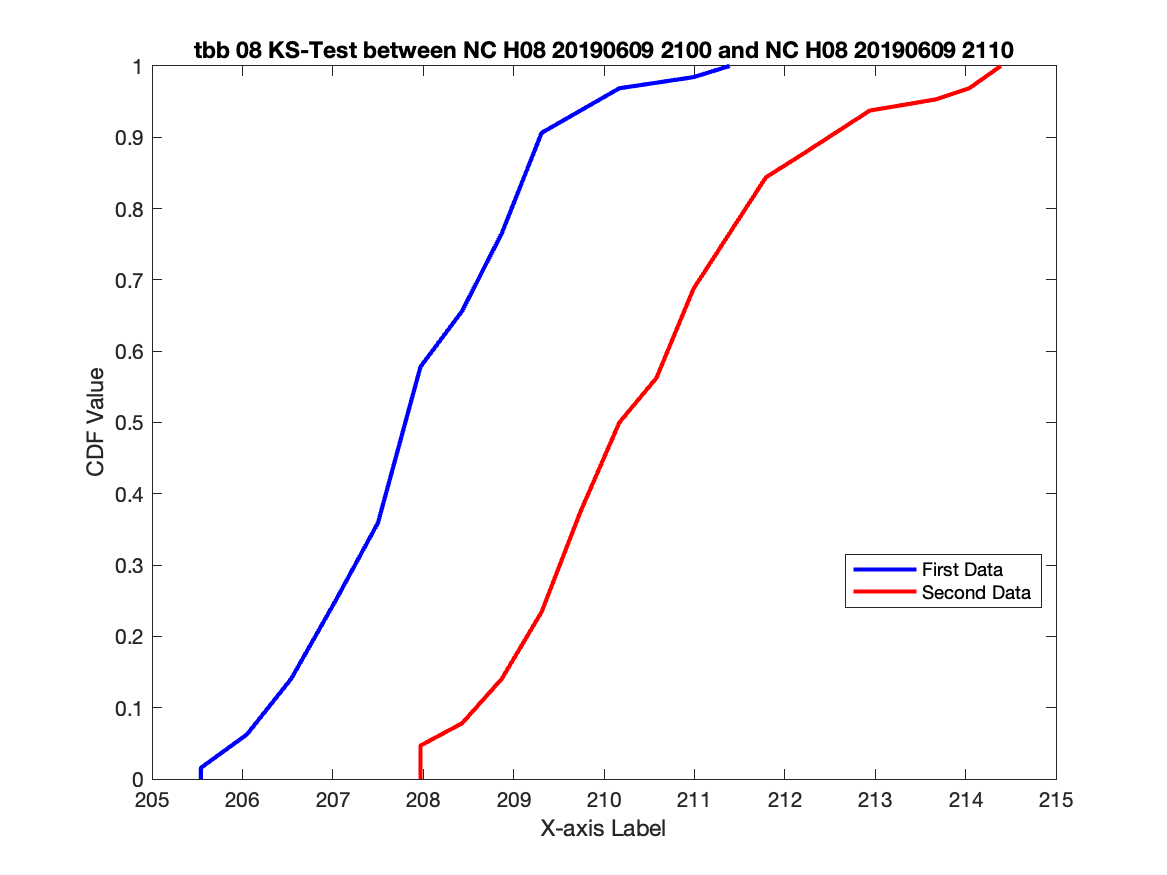 tbb 08 KS-Test between NC H08 20190609 2100 and NC H08 20190609 2110
1
0.9
0.8
0.7
0.6
0.5
0.4
0.3
0.2
0.1
0
CDF Value
First Data
Second Data
205 206 207 208 209 210 211 212 213 214 215
X-axis Label